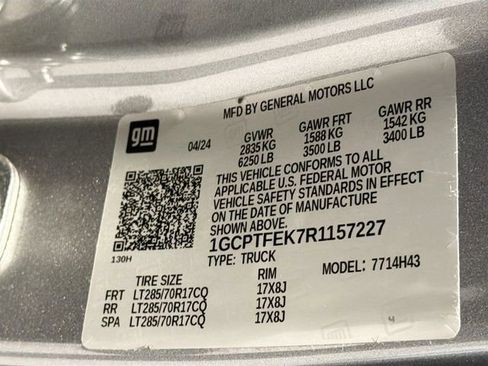 MFD BY GENERAL MOTORS LLC
gm
04/24
GVWR GAWR FRT GAWR RR
2835 KG 1588 KG 1542 KG
6250 LB 3500 LB 3400 LB
THIS VEHICLE CONFORMS TO ALL
APPLICABLE U.S. FEDERAL MOTOR
VEHICLE SAFETY STANDARDS IN EFFECT
ON THE DATE OF MANUFACTURE
SHOWN ABOVE.
1GCPTFEK7R1157227
130H
TYPE: TRUCK MODEL: 7714H43
TIRE SIZE RIM
FRT LT285/70R17CQ 17X8J
RR LT285/70R17CQ 17X8J
SPA LT285/70R17CQ 17X8J
4